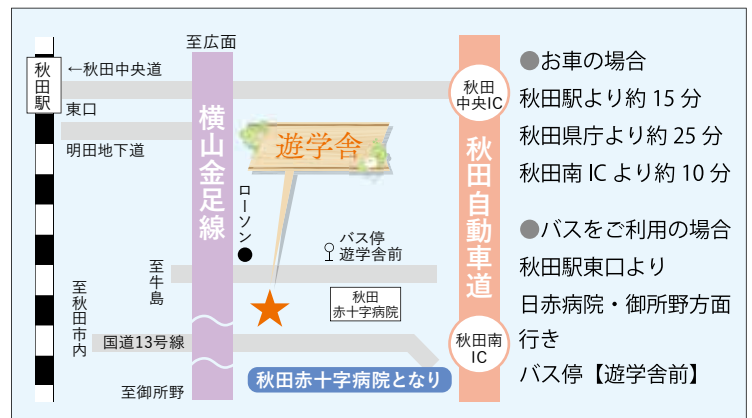 至広面
秋田駅
←秋田中央道
秋田
中央IC
東口
明田地下道
横山金足線
遊学舎
秋田自動車道
ローソン
バス停
遊学舎前
至牛島
至秋田市内
秋田
赤十字病院
国道13号線
秋田南
IC
至御所野
秋田赤十字病院となり
●お車の場合
秋田駅より約15分
秋田県庁より約25分
秋田南ICより約10分
●バスをご利用の場合
秋田駅東口より
日赤病院・御所野方面
行き
バス停【遊学舎前】